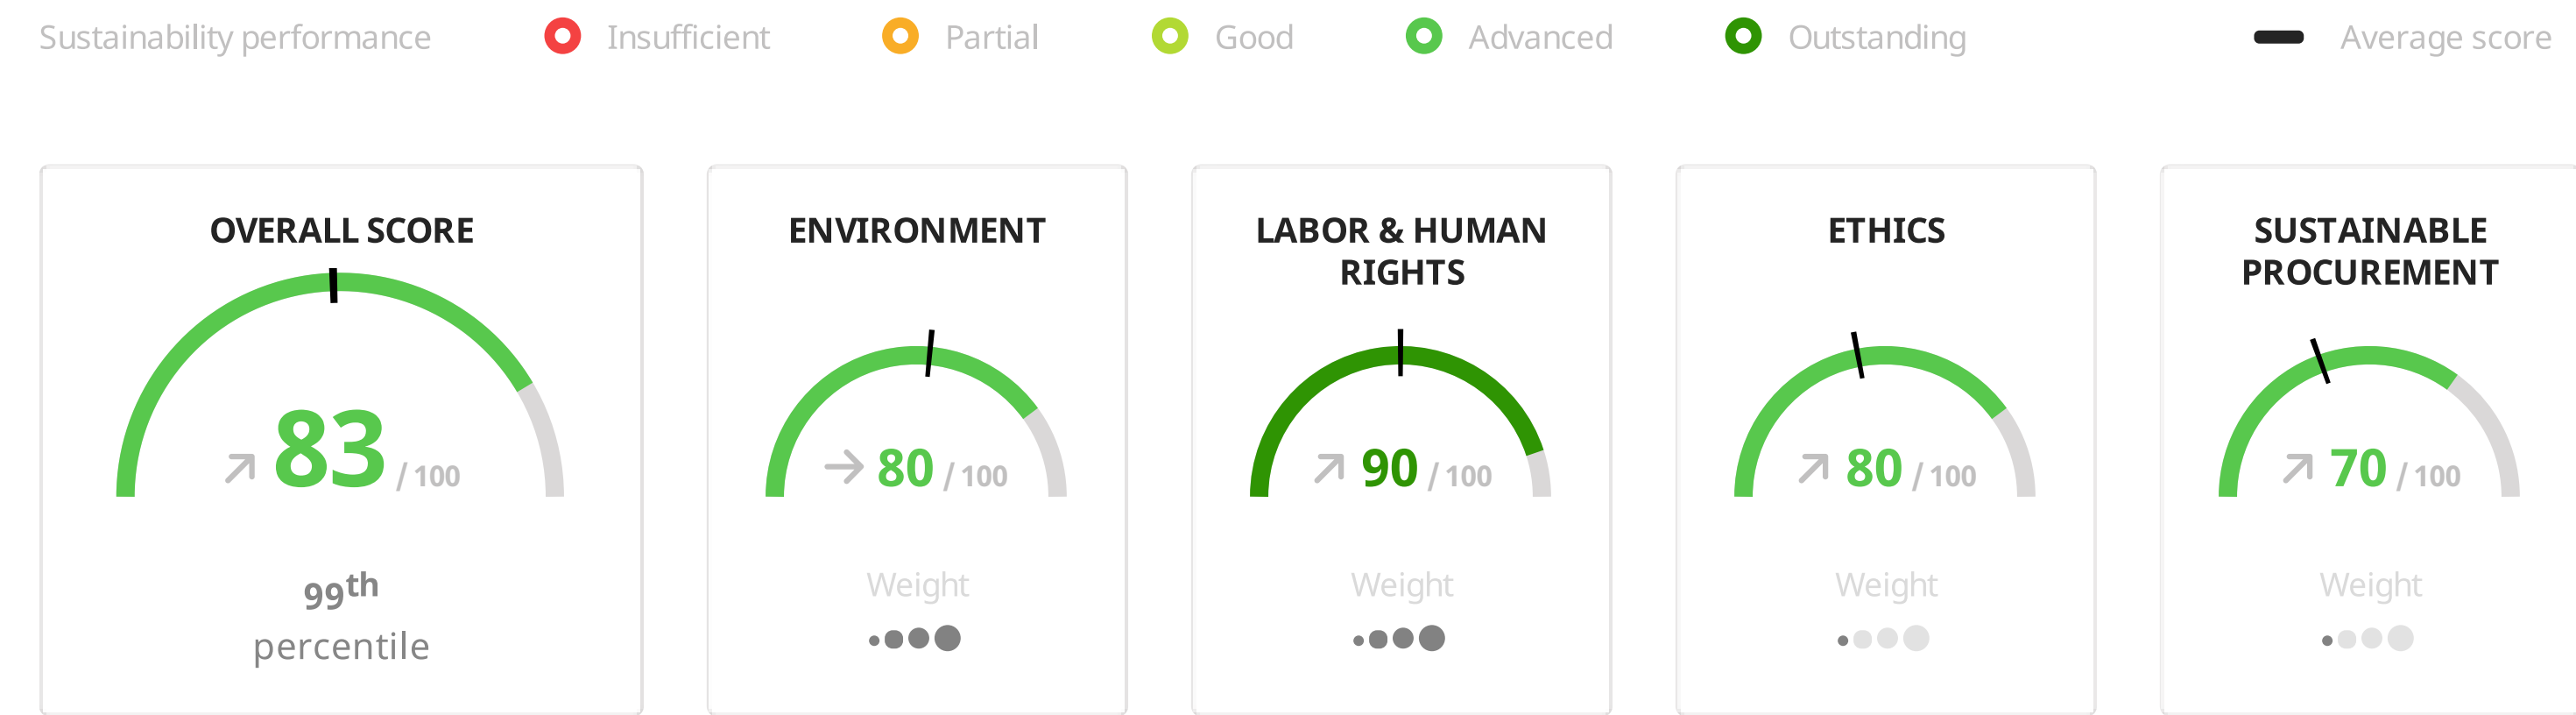 Sustainability performance Insufficient Partial Good Advanced Outstanding Average score
OVERALL SCORE
83 / 100
99th
percentile
ENVIRONMENT
80 / 100
Weight
LABOR & HUMAN
RIGHTS
90 / 100
Weight
ETHICS
80 / 100
Weight
SUSTAINABLE
PROCUREMENT
70 / 100
Weight